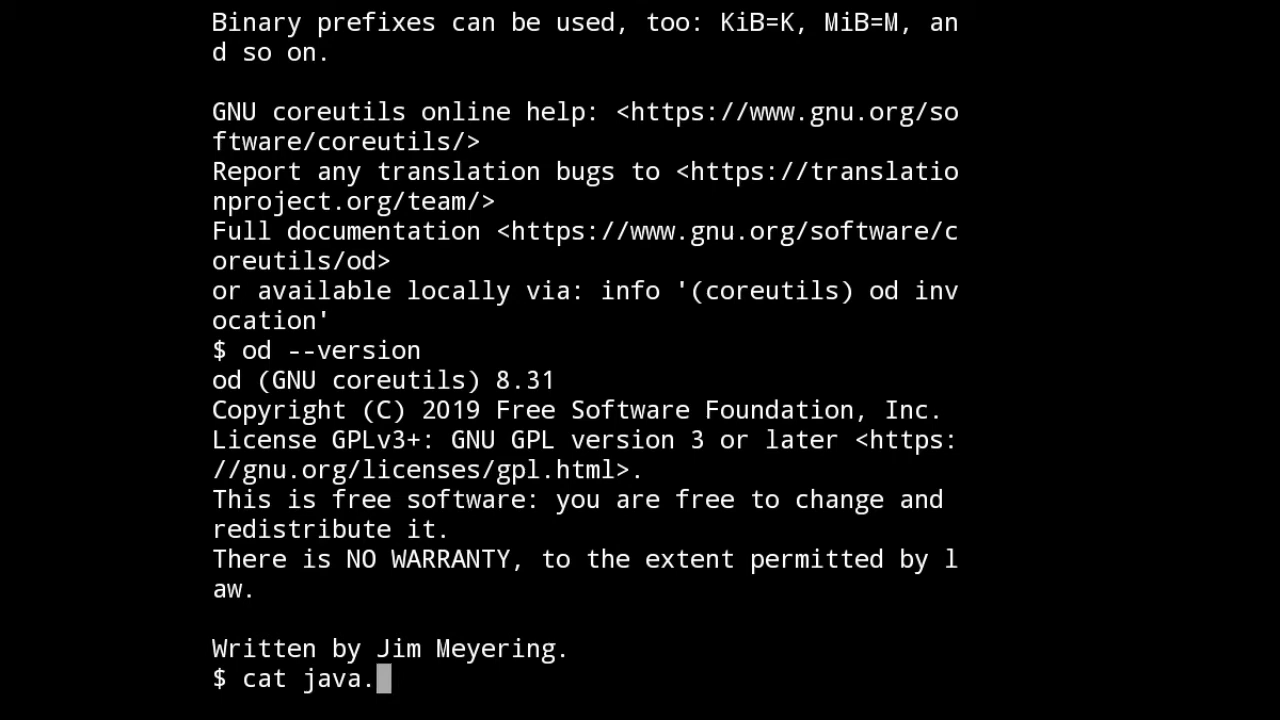 Binary prefixes can be used, too: KiB=K, MiB=M, an
d so on.

GNU coreutils online help: <https://www.gnu.org/so
ftware/coreutils/>
Report any translation bugs to <https://translatio
nproject.org/team/>
Full documentation <https://www.gnu.org/software/c
oreutils/od>
or available locally via: info '(coreutils) od inv
ocation'
$ od --version
od (GNU coreutils) 8.31
Copyright (C) 2019 Free Software Foundation, Inc.
License GPLv3+: GNU GPL version 3 or later <https:
//gnu.org/licenses/gpl.html>.
This is free software: you are free to change and
redistribute it.
There is NO WARRANTY, to the extent permitted by l
aw.

Written by Jim Meyering.
$ cat java.